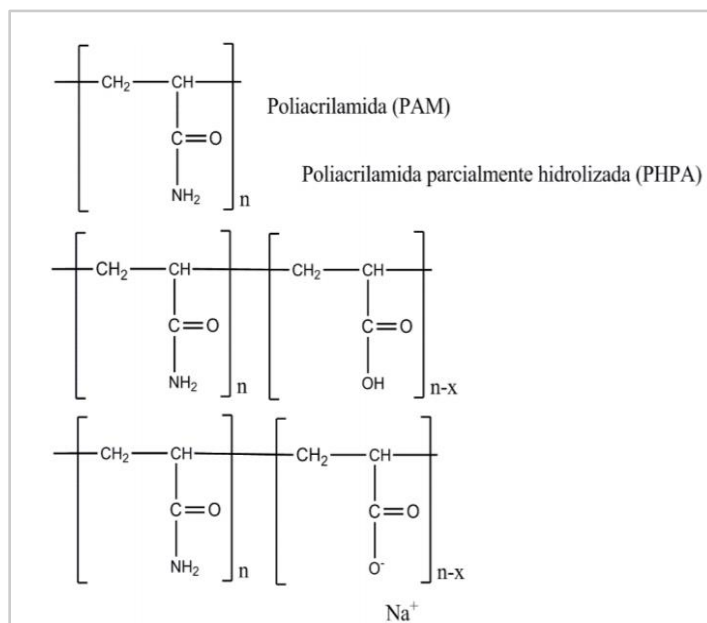 CH₂ CH
Poliacrilamida (PAM)
C=O
Poliacrilamida parcialmente hidrolizada (PHPA)
NH₂ n
CH₂ CH CH₂ CH
C=O C=O
NH₂ n OH n-x
CH₂ CH CH₂ CH
C=O C=O
NH₂ n O⁻ n-x
Na⁺